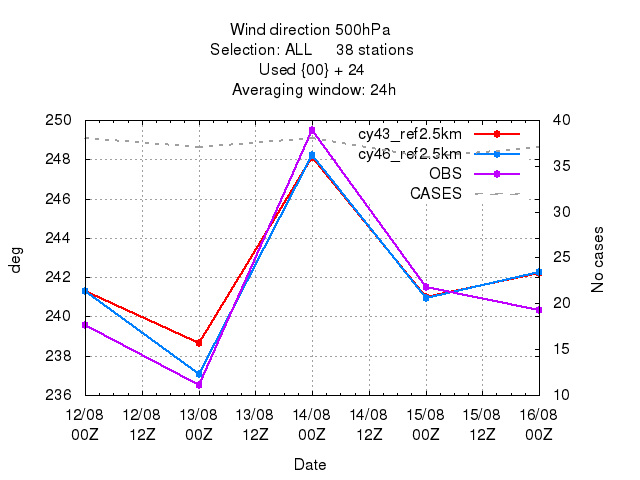 Wind direction 500hPa
Selection: ALL 38 stations
Used {00} + 24
Averaging window: 24h
250 40
cy43_ref2.5km
cy46_ref2.5km
248 35
OBS
CASES
246
30
244
deg
No cases
25
242
20
240
238 15
236 10
12/08 12/08 13/08 13/08 14/08 14/08 15/08 15/08 16/08
00Z 12Z 00Z 12Z 00Z 12Z 00Z 12Z 00Z
Date